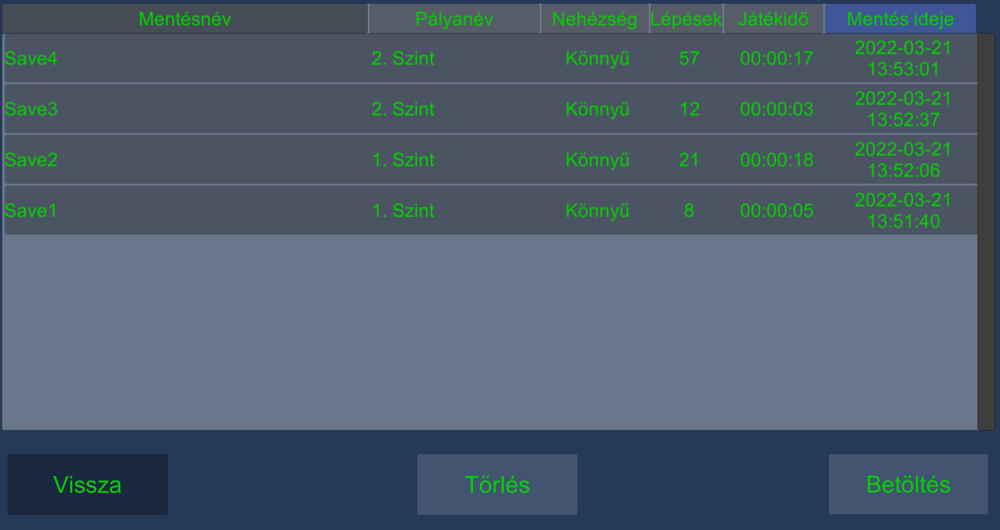 Mentésnév Pályanév Nehézség Lépések Játékidő Mentés ideje
Save4 2. Szint Könnyű 57 00:00:17 2022-03-21
13:53:01
Save3 2. Szint Könnyű 12 00:00:03 2022-03-21
13:52:37
Save2 1. Szint Könnyű 21 00:00:18 2022-03-21
13:52:06
Save1 1. Szint Könnyű 8 00:00:05 2022-03-21
13:51:40
Vissza Törlés Betöltés